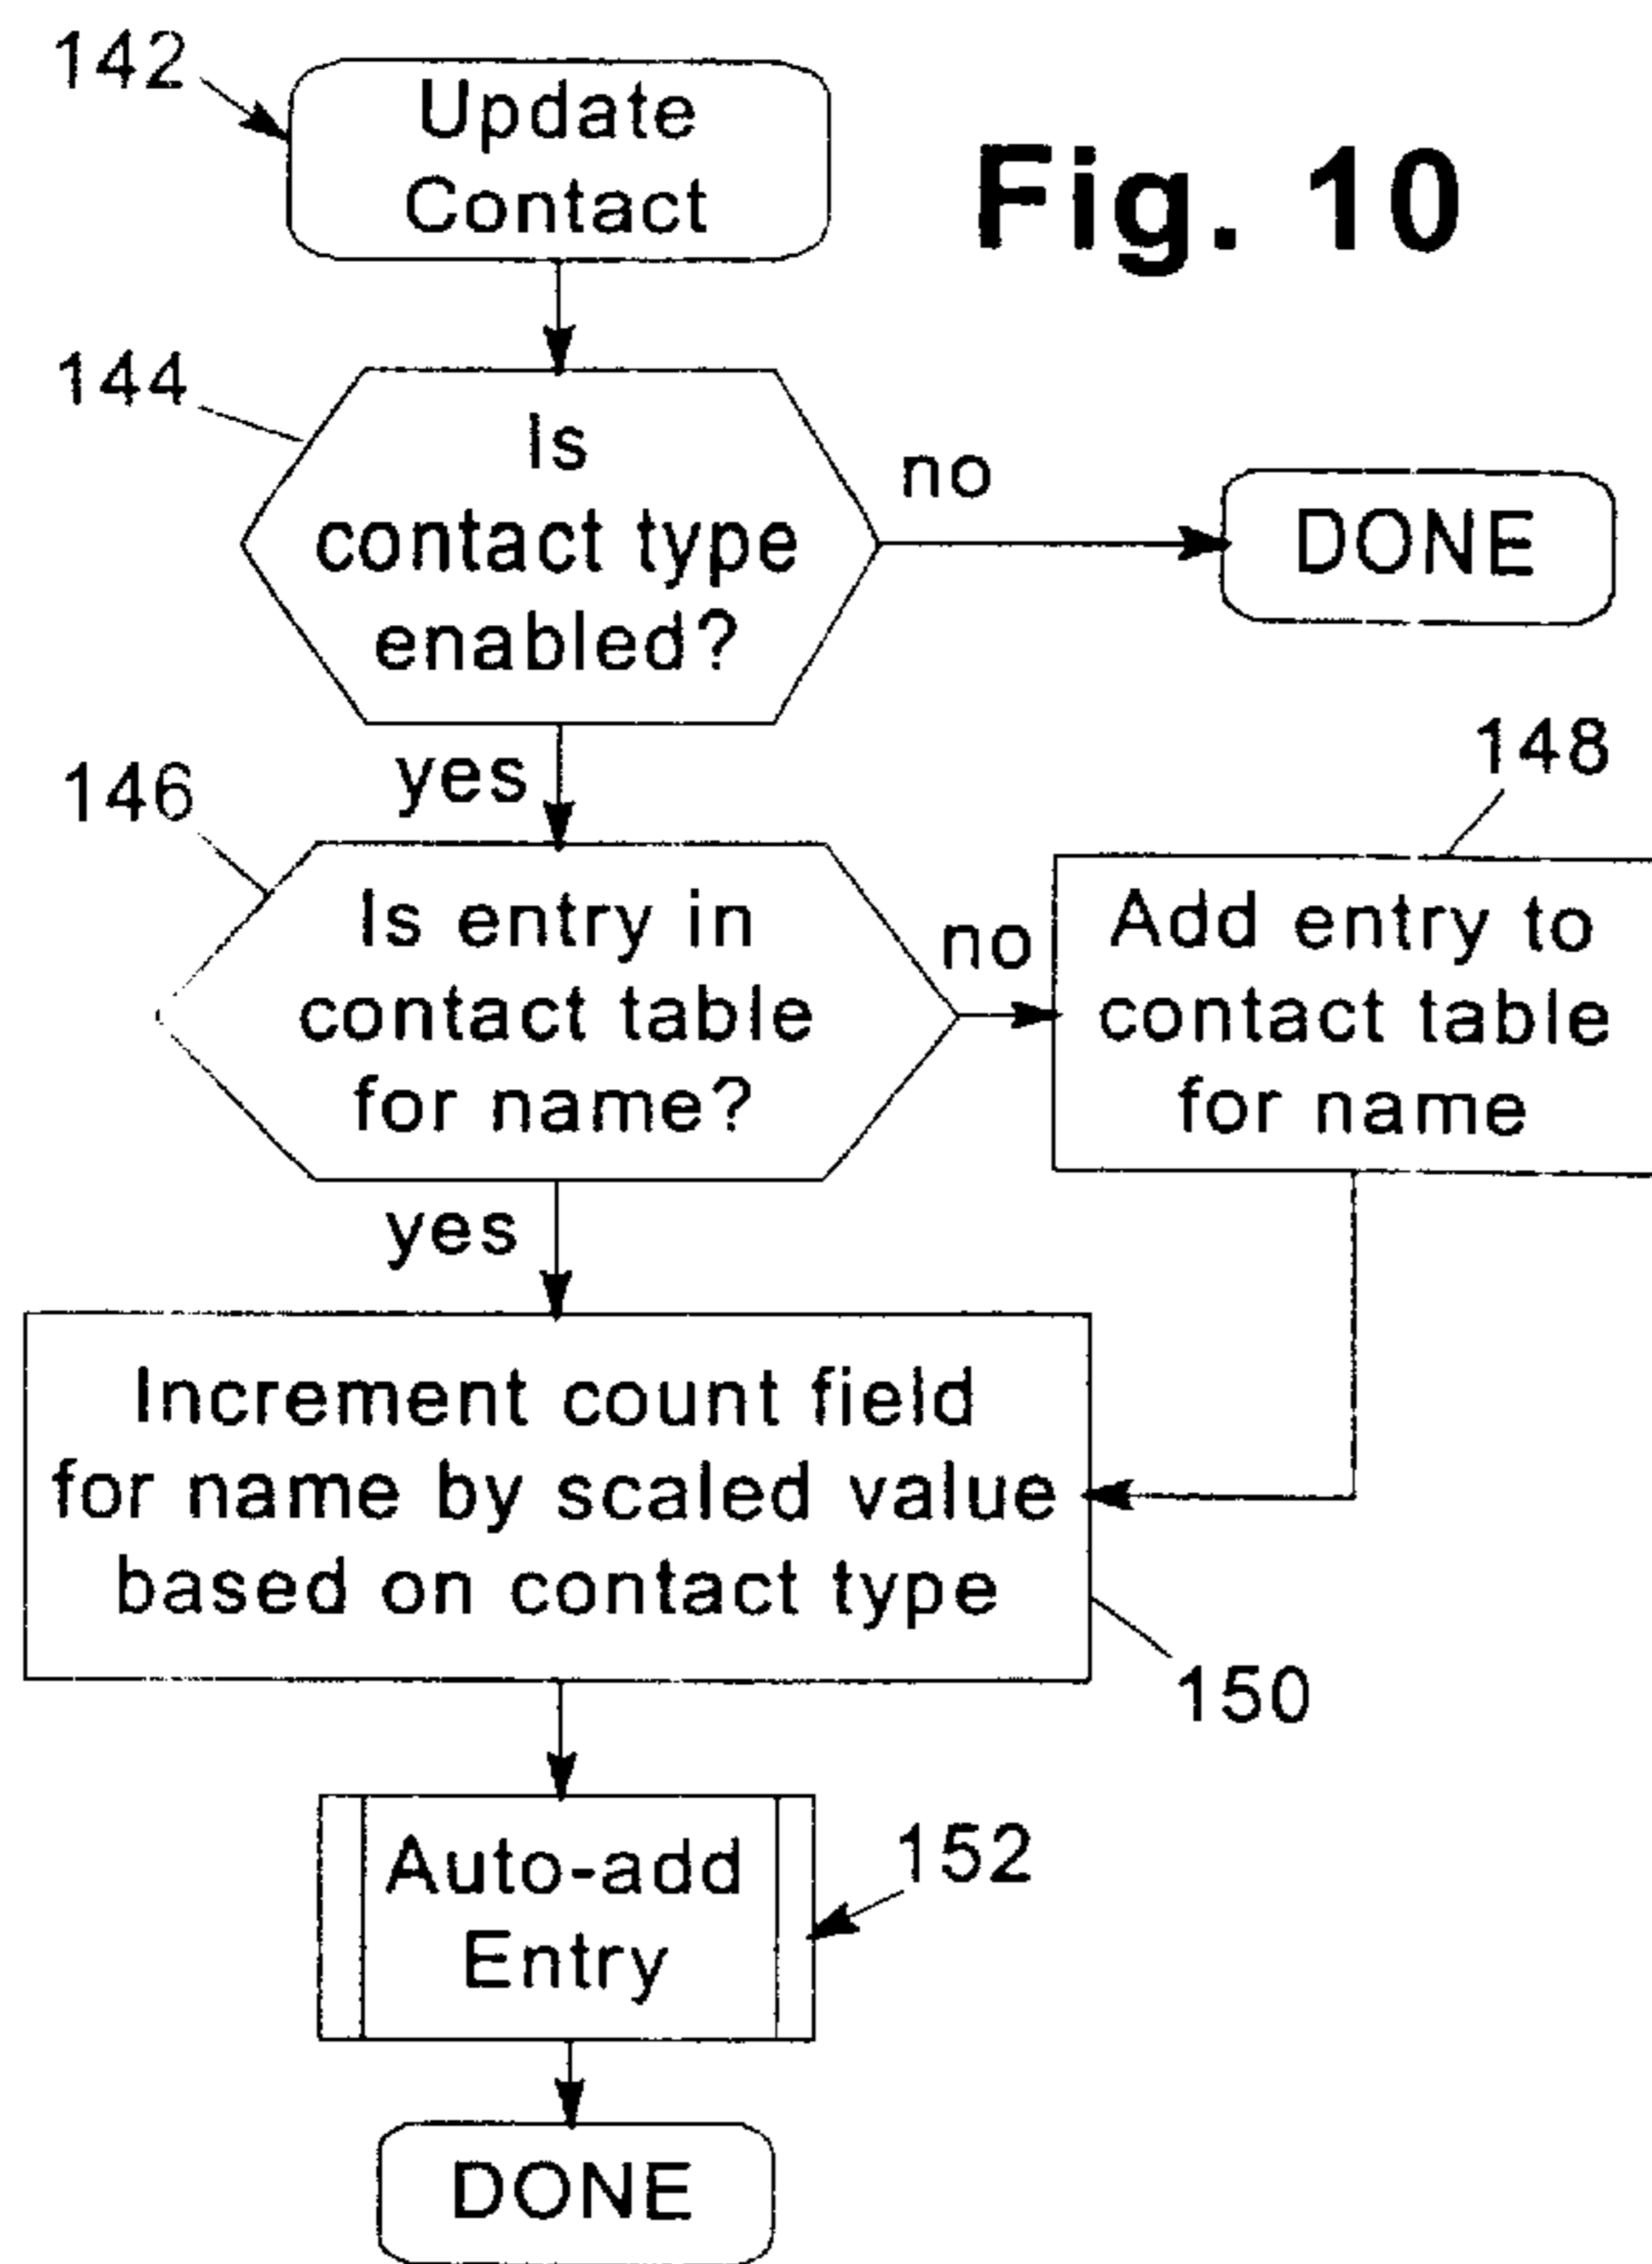 142
Update
Contact
Fig. 10
144
Is
contact type
enabled?
no
DONE
yes
146
148
Is entry in
contact table
for name?
no
Add entry to
contact table
for name
yes
Increment count field
for name by scaled value
based on contact type
150
Auto-add
Entry
152
DONE